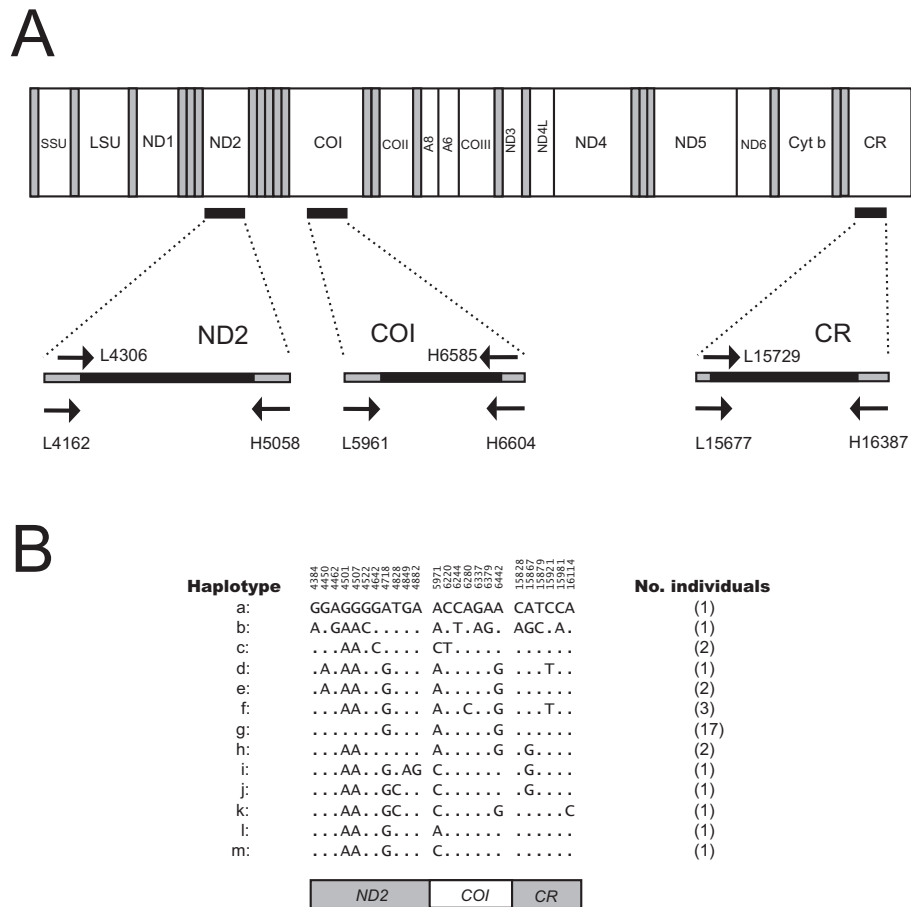 A
SSU LSU ND1 ND2 COI COII A8 A6 COIII ND3 ND4L ND4 ND5 ND6 Cyt b CR
ND2 COI CR
L4306 H6585 L15729
L4162 H5058 L5961 H6604 L15677 H16387
B
4384 4450 4462 4501 4507 4522 4642 4718 4828 4849 4882 5971 6220 6244 6280 6337 6379 6442 15828 15867 15879 15921 15981 16114
Haplotype No. individuals
a: GGAGGGGATGA ACCAGAA CATCCA (1)
b: A.GAAC..... A.T.AG. AGC.A. (1)
c: ...AA.C.... CT..... ...... (2)
d: .A.AA..G... A.....G ...T.. (1)
e: .A.AA..G... A.....G ...... (2)
f: ...AA..G... A..C..G ...T.. (3)
g: .......G... A.....G ...... (17)
h: ...AA...... A.....G .G.... (2)
i: ...AA..G.AG C...... .G.... (1)
j: ...AA..GC.. C...... .G.... (1)
k: ...AA..GC.. C.....G .....C (1)
l: ...AA..G... A...... ...... (1)
m: ...AA..G... C...... ...... (1)
ND2 COI CR